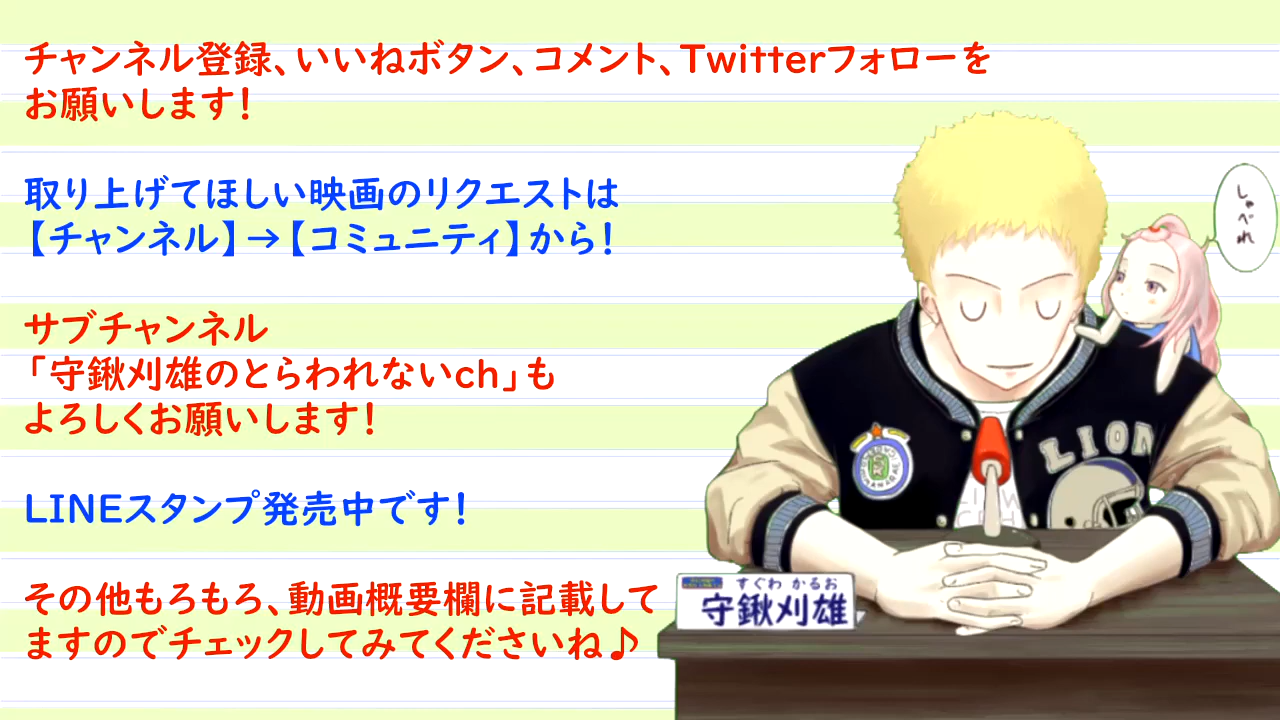 チャンネル登録、いいねボタン、コメント、Twitterフォローを
お願いします!
取り上げてほしい映画のリクエストは
【チャンネル】→【コミュニティ】から!
サブチャンネル
「守鍬刈雄のとらわれないch」も
よろしくお願いします!
LINEスタンプ発売中です!
その他もろもろ、動画概要欄に記載して
ますのでチェックしてみてくださいね♪
しゃべれ
LION
すぐわ かるお
守鍬刈雄